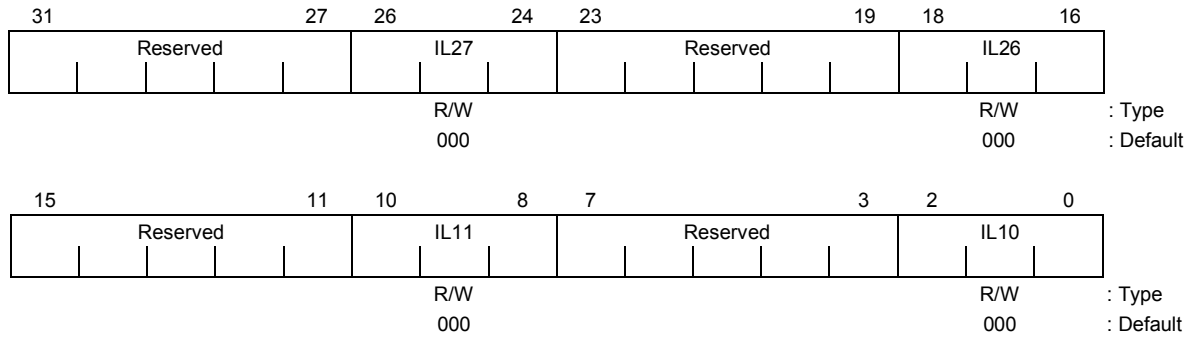 31 27 26 24 23 19 18 16
Reserved IL27 Reserved IL26
R/W R/W : Type
000 000 : Default
15 11 10 8 7 3 2 0
Reserved IL11 Reserved IL10
R/W R/W : Type
000 000 : Default